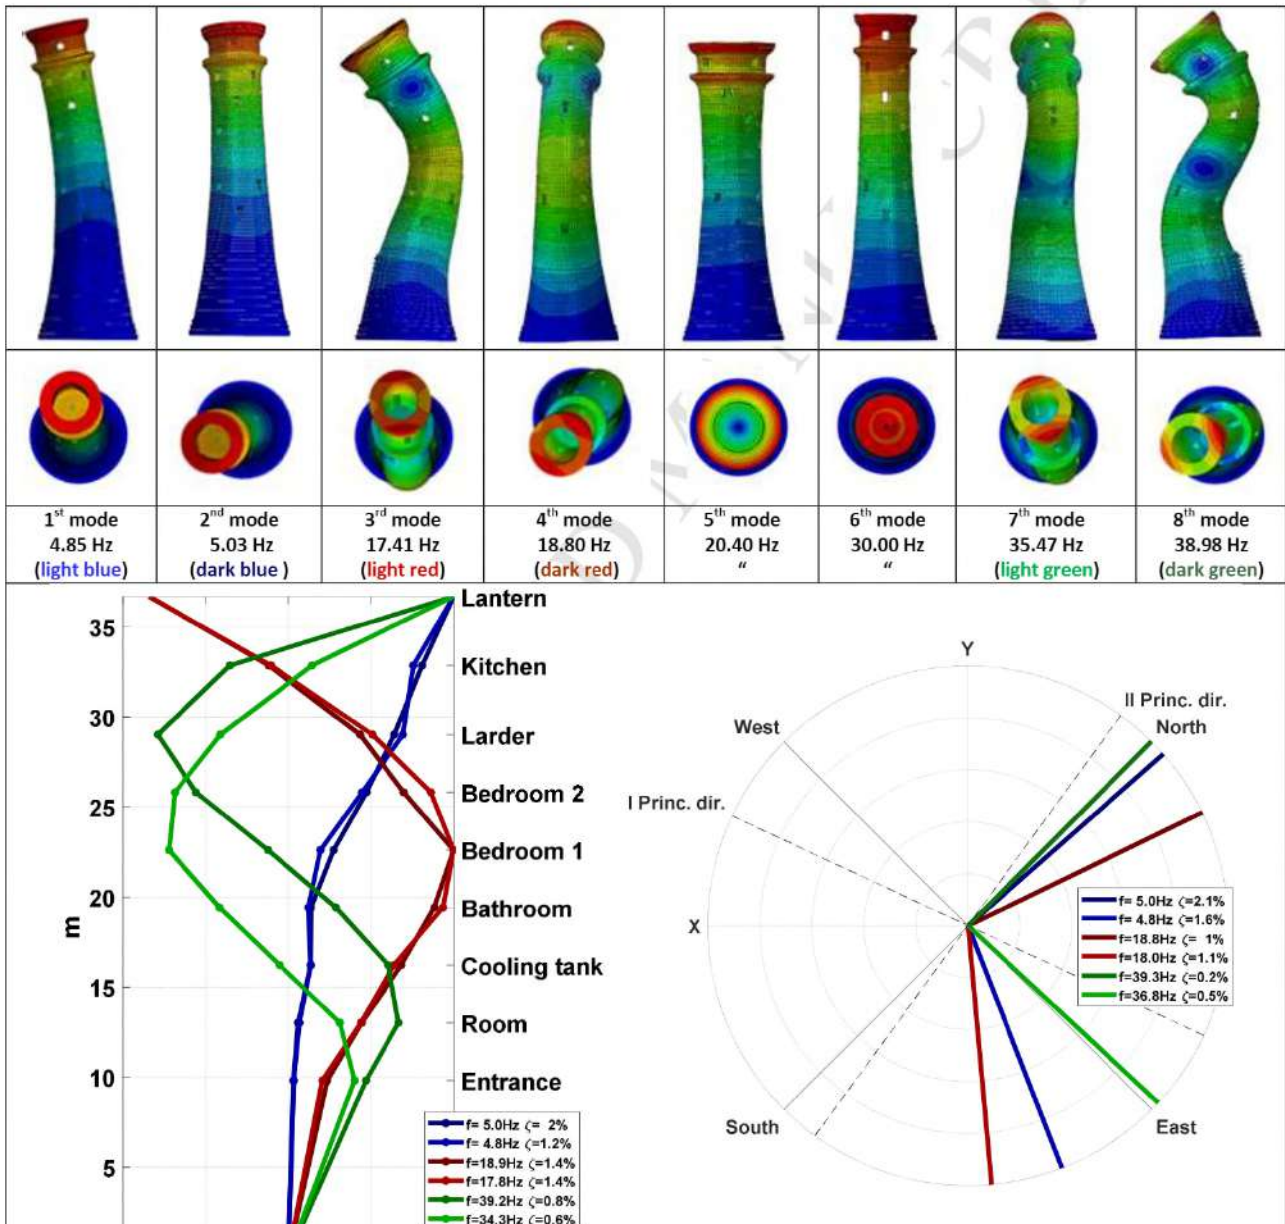 1st mode
4.85 Hz
(light blue)
2nd mode
5.03 Hz
(dark blue )
3rd mode
17.41 Hz
(light red)
4th mode
18.80 Hz
(dark red)
5th mode
20.40 Hz
“
6th mode
30.00 Hz
“
7th mode
35.47 Hz
(light green)
8th mode
38.98 Hz
(dark green)
35
30
25
20
15
10
5
m
Lantern
Kitchen
Larder
Bedroom 2
Bedroom 1
Bathroom
Cooling tank
Room
Entrance
f= 5.0Hz ζ= 2%
f= 4.8Hz ζ=1.2%
f=18.9Hz ζ=1.4%
f=17.8Hz ζ=1.4%
f=39.2Hz ζ=0.8%
f=34.3Hz ζ=0.6%
Y
II Princ. dir.
North
West
I Princ. dir.
X
South
East
f= 5.0Hz ζ=2.1%
f= 4.8Hz ζ=1.6%
f=18.8Hz ζ= 1%
f=18.0Hz ζ=1.1%
f=39.3Hz ζ=0.2%
f=36.8Hz ζ=0.5%